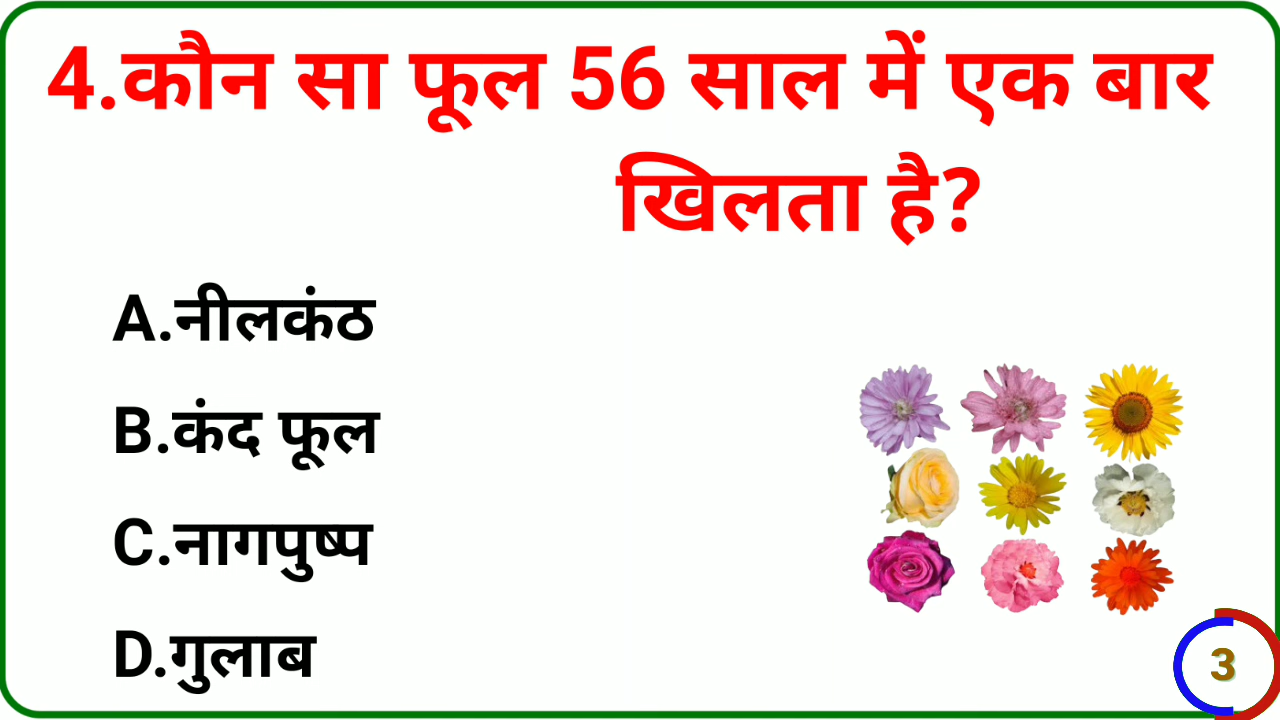 4.कौन सा फूल 56 साल में एक बार
खिलता है?
A.नीलकंठ
B.कंद फूल
C.नागपुष्प
D.गुलाब
3